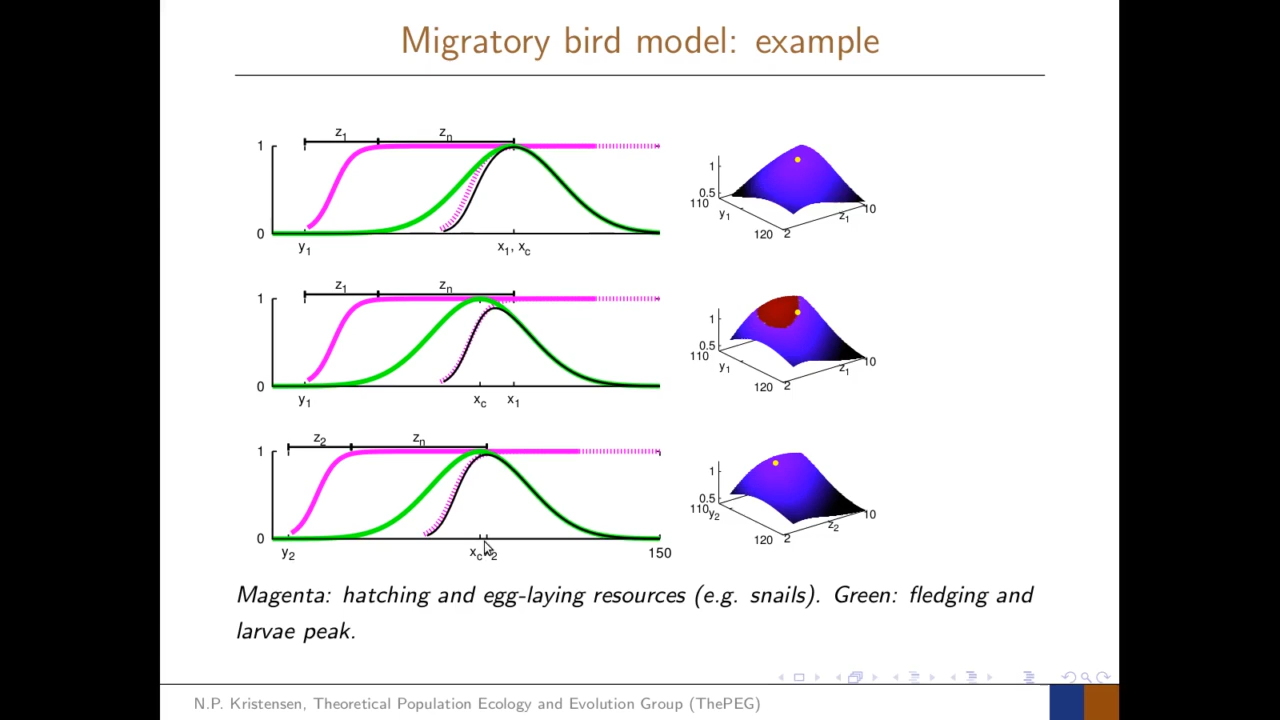 Migratory bird model: example
z1 zn
1
0
y1 x1, xc
1
0.5
110
y1 z1 10
120 2
z1 zn
1
0
y1 xc x1
1
0.5
110
y1 z1 10
120 2
z2 zn
1
0
y2 xc 2 150
1
0.5
110 y2 z2 10
120 2
Magenta: hatching and egg-laying resources (e.g. snails). Green: fledging and
larvae peak.
N.P. Kristensen, Theoretical Population Ecology and Evolution Group (ThePEG)